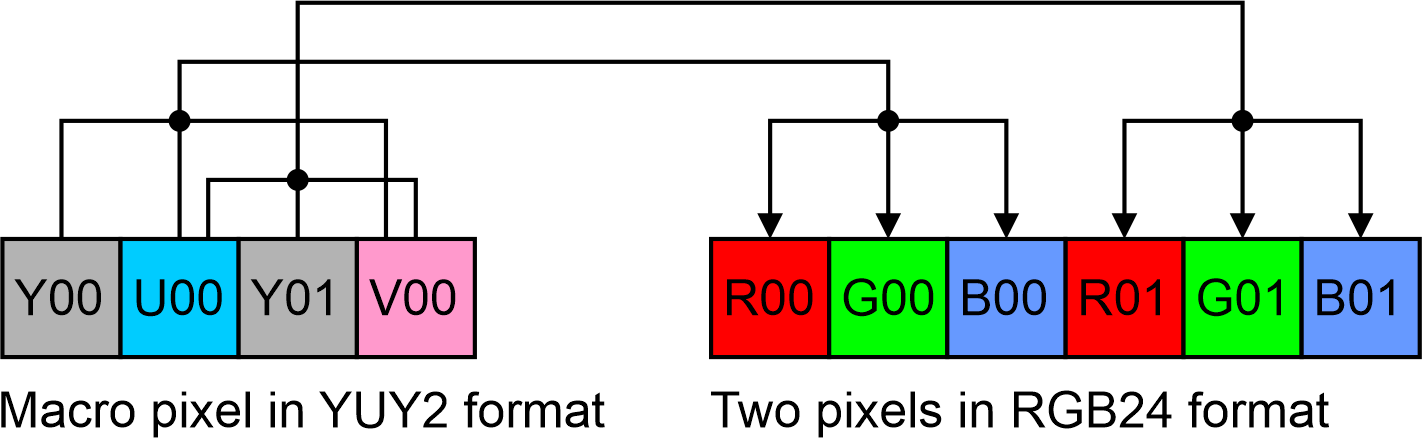 Y00 U00 Y01 V00 R00 G00 B00 R01 G01 B01
Macro pixel in YUY2 format Two pixels in RGB24 format